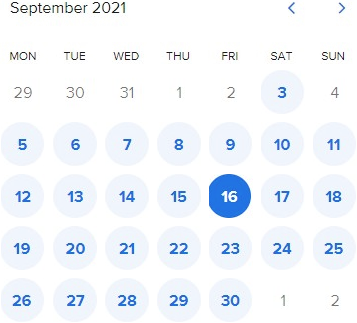 September 2021
MON TUE WED THU FRI SAT SUN
29 30 31 1 2 3 4
5 6 7 8 9 10 11
12 13 14 15 16 17 18
19 20 21 22 23 24 25
26 27 28 29 30 1 2